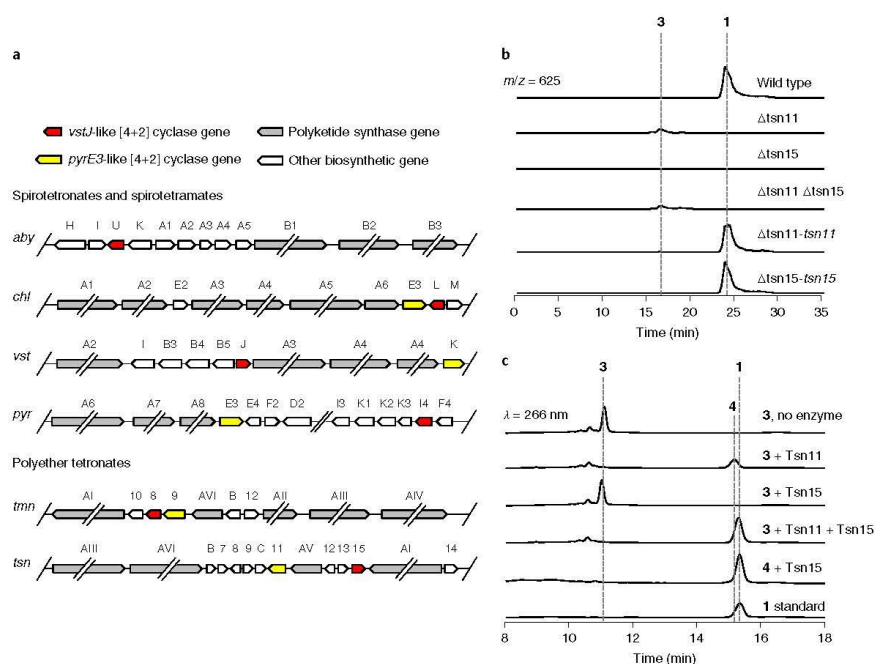 a
vstJ-like [4+2] cyclase gene
Polyketide synthase gene
pyrE3-like [4+2] cyclase gene
Other biosynthetic gene
Spirotetronates and spirotetramates
H I U K A1 A2 A3 A4 A5 B1 B2 B3
aby
A1 A2 E2 A3 A4 A5 A6 E3 L M
chl
A2 I B3 B4 B5 J A3 A4 A4 K
vst
A6 A7 A8 E3 E4 F2 D2 I3 K1 K2 K3 I4 F4
pyr
Polyether tetronates
AI 10 8 9 AVI B 12 AII AIII AIV
tmn
AIII AVI B 7 8 9 C 11 AV 12 13 15 AI 14
tsn
b
3 1
m/z = 625
Wild type
Δtsn11
Δtsn15
Δtsn11 Δtsn15
Δtsn11-tsn11
Δtsn15-tsn15
0 5 10 15 20 25 30 35
Time (min)
c
3 4 1
λ = 266 nm
3, no enzyme
3 + Tsn11
3 + Tsn15
3 + Tsn11 + Tsn15
4 + Tsn15
1 standard
8 10 12 14 16 18
Time (min)